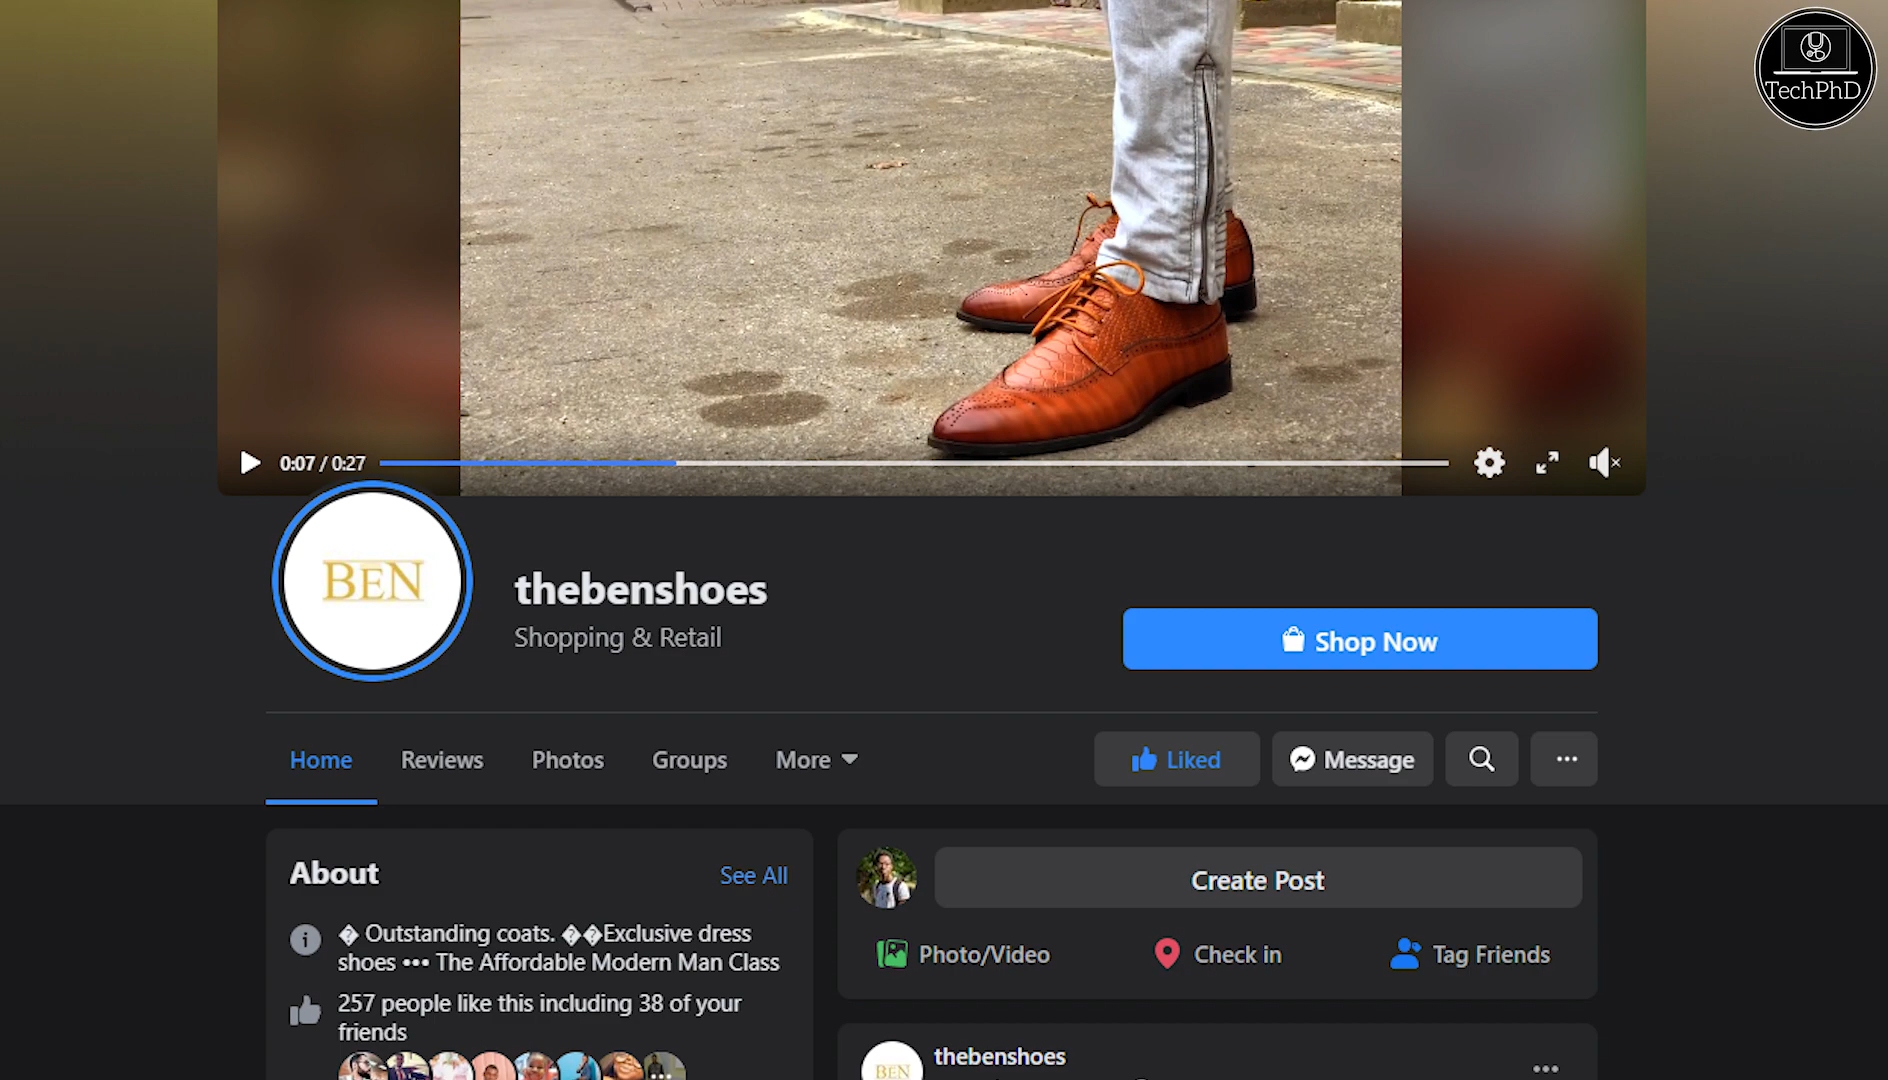 TechPhD
0:07 / 0:27
BEN
thebenshoes
Shopping & Retail
Shop Now
Home
Reviews
Photos
Groups
More
Liked
Message
About
See All
� Outstanding coats. ��Exclusive dress
shoes ••• The Affordable Modern Man Class
257 people like this including 38 of your
friends
Create Post
Photo/Video
Check in
Tag Friends
BEN
thebenshoes